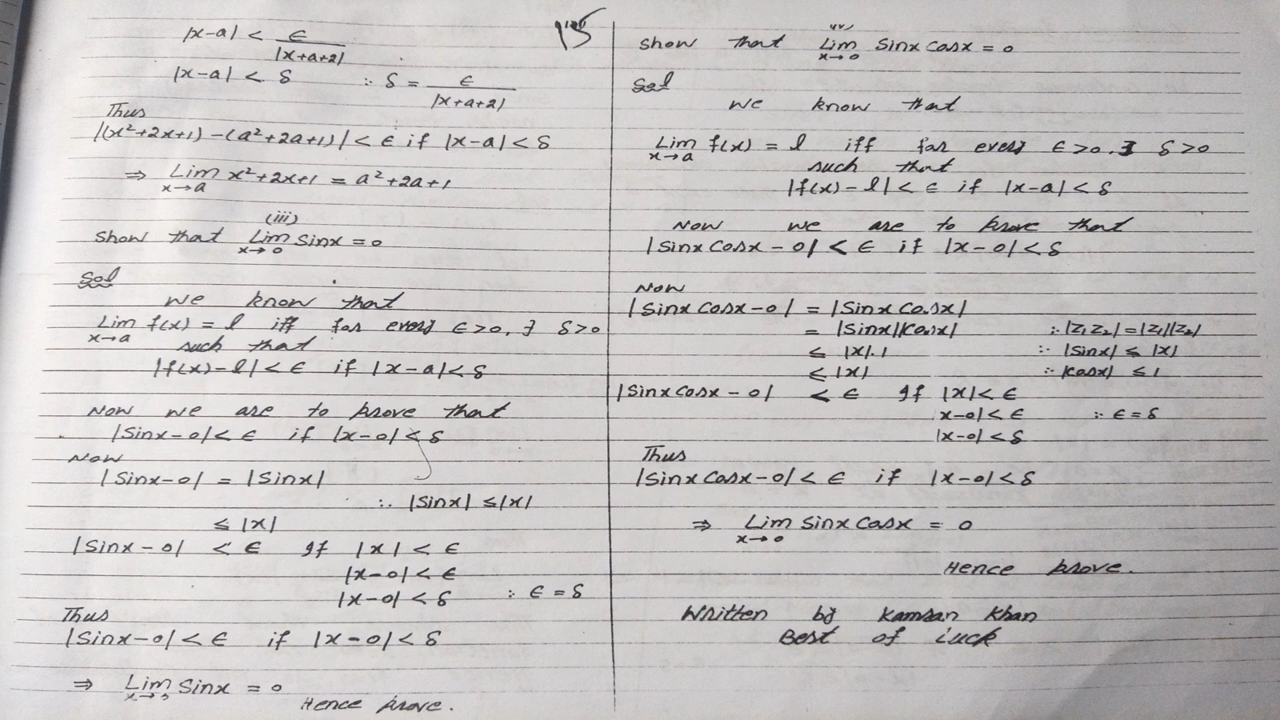 |x-a| < ϵ/|x+a+2|
|x-a| < δ ∵ δ = ϵ/|x+a+2|
Thus
|(x²+2x+1)-(a²+2a+1)| < ϵ if |x-a| < δ
⇒ Lim x→a x²+2x+1 = a²+2a+1
(iii)
Show that Lim x→0 Sinx = 0
Sol
We know that
Lim x→a f(x) = l iff for every ϵ>0, ∃ δ>0
such that
|f(x)-l| < ϵ if |x-a| < δ
Now we are to prove that
|Sinx-0| < ϵ if |x-0| < δ
Now
|Sinx-0| = |Sinx|
∵ |Sinx| ≤ |x|
≤ |x|
|Sinx-0| < ϵ If |x| < ϵ
|x-0| < ϵ
|x-0| < δ ∵ ϵ = δ
Thus
|Sinx-0| < ϵ if |x-0| < δ
⇒ Lim x→0 Sinx = 0
Hence prove.
Show that Lim x→0 Sinx Cosx = 0
Sol
We know that
Lim x→a f(x) = l iff for every ϵ>0, ∃ δ>0
such that
|f(x)-l| < ϵ if |x-a| < δ
Now we are to prove that
|Sinx Cosx - 0| < ϵ if |x-0| < δ
Now
|Sinx Cosx-0| = |Sinx Cosx|
= |Sinx||Cosx| ∵ |Z₁Z₂| = |Z₁||Z₂|
≤ |x|.1 ∵ |Sinx| ≤ |x|
≤ |x| ∵ |Cosx| ≤ 1
|Sinx Cosx - 0| < ϵ If |x| < ϵ
x-0| < ϵ ∵ ϵ = δ
|x-0| < δ
Thus
|Sinx Cosx-0| < ϵ if |x-0| < δ
⇒ Lim x→0 Sinx Cosx = 0
Hence prove.
Written by Kamran Khan
Best of Luck